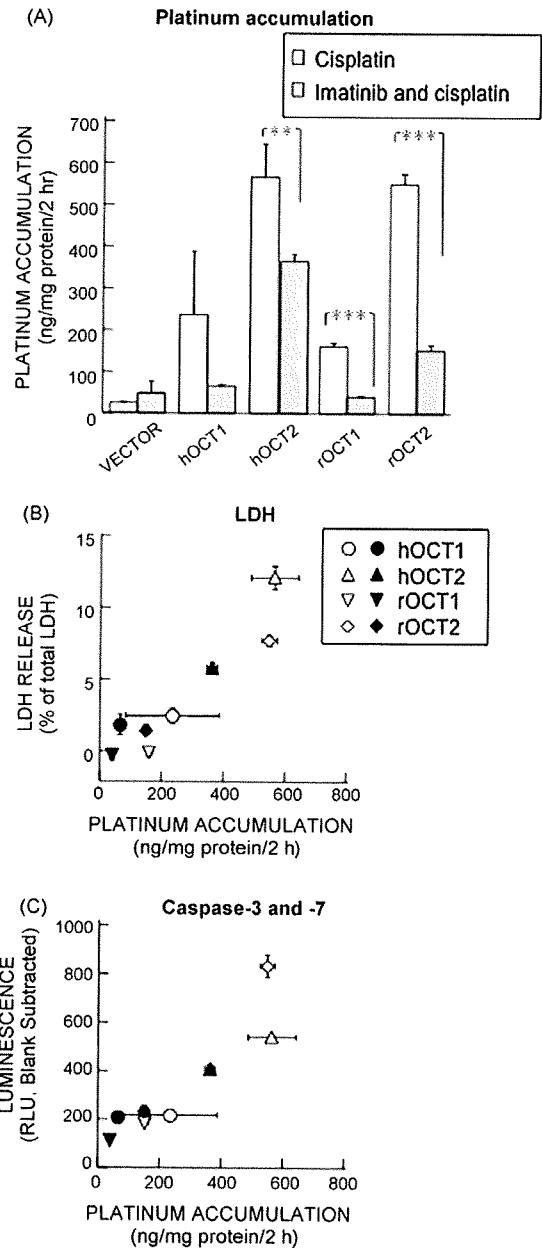 (A) Platinum accumulation
Cisplatin
Imatinib and cisplatin
PLATINUM ACCUMULATION
(ng/mg protein/2 hr)
700
600
500
400
300
200
100
0
**
***
***
VECTOR
hOCT1
hOCT2
rOCT1
rOCT2
(B) LDH
hOCT1
hOCT2
rOCT1
rOCT2
LDH RELEASE
(% of total LDH)
15
10
5
0
0 200 400 600 800
PLATINUM ACCUMULATION
(ng/mg protein/2 h)
(C) Caspase-3 and -7
LUMINESCENCE
(RLU, Blank Subtracted)
1000
800
600
400
200
0
0 200 400 600 800
PLATINUM ACCUMULATION
(ng/mg protein/2 h)